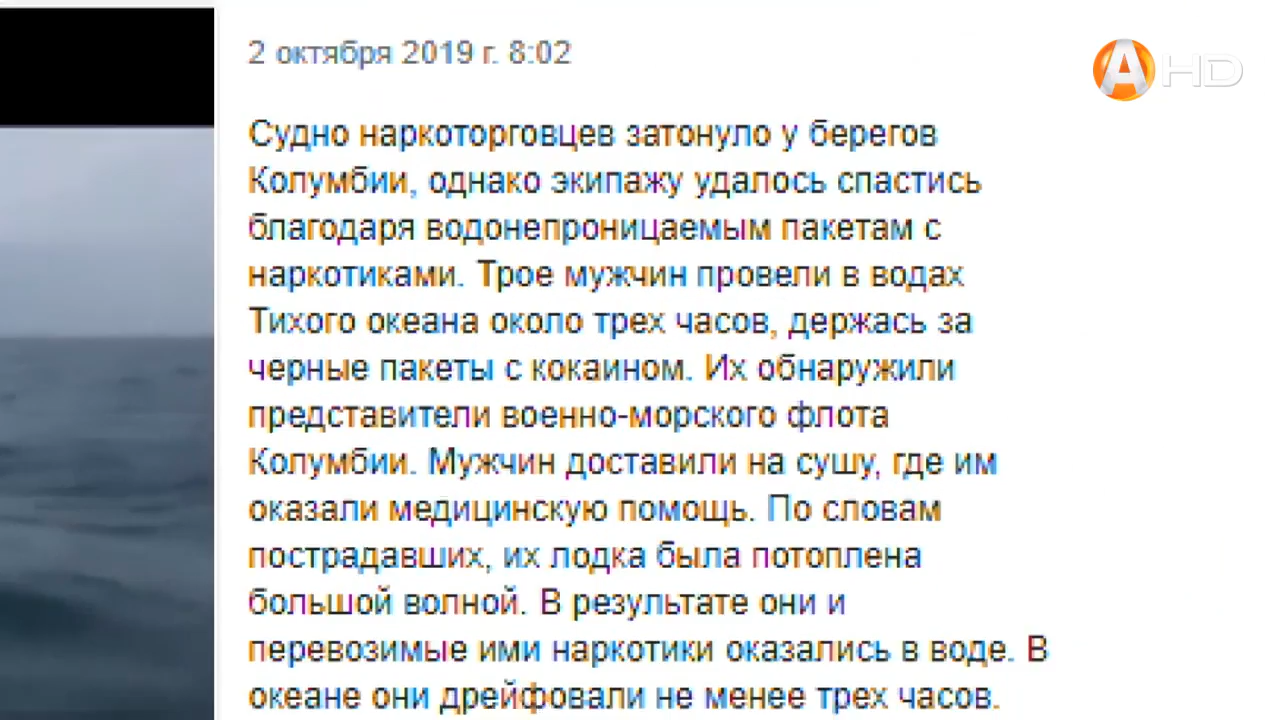 2 октября 2019 г. 8:02
A HD
Судно наркоторговцев затонуло у берегов
Колумбии, однако экипажу удалось спастись
благодаря водонепроницаемым пакетам с
наркотиками. Трое мужчин провели в водах
Тихого океана около трех часов, держась за
черные пакеты с кокаином. Их обнаружили
представители военно-морского флота
Колумбии. Мужчин доставили на сушу, где им
оказали медицинскую помощь. По словам
пострадавших, их лодка была потоплена
большой волной. В результате они и
перевозимые ими наркотики оказались в воде. В
океане они дрейфовали не менее трех часов.